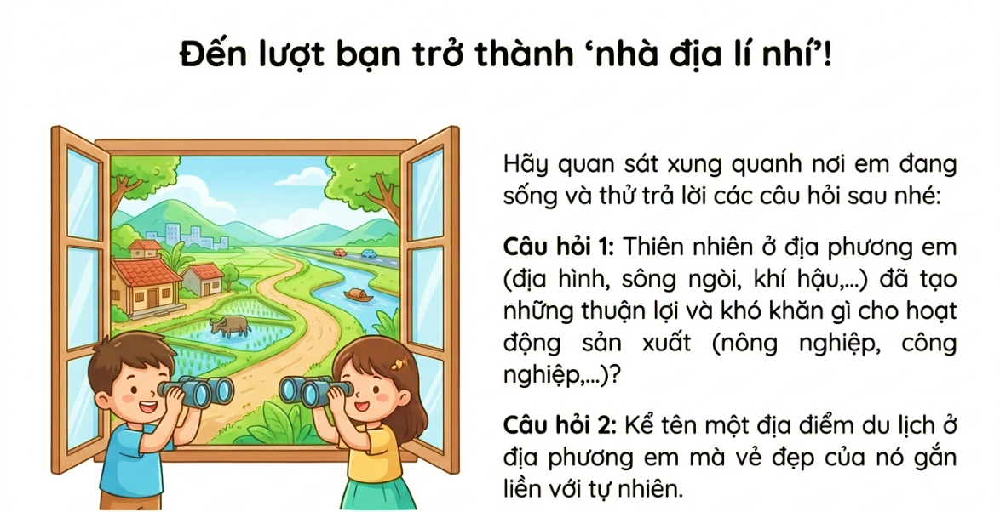 Đến lượt bạn trở thành ‘nhà địa lí nhí’!
Hãy quan sát xung quanh nơi em đang
sống và thử trả lời các câu hỏi sau nhé:
Câu hỏi 1: Thiên nhiên ở địa phương em
(địa hình, sông ngòi, khí hậu,...) đã tạo
những thuận lợi và khó khăn gì cho hoạt
động sản xuất (nông nghiệp, công
nghiệp,...)?
Câu hỏi 2: Kể tên một địa điểm du lịch ở
địa phương em mà vẻ đẹp của nó gắn
liền với tự nhiên.